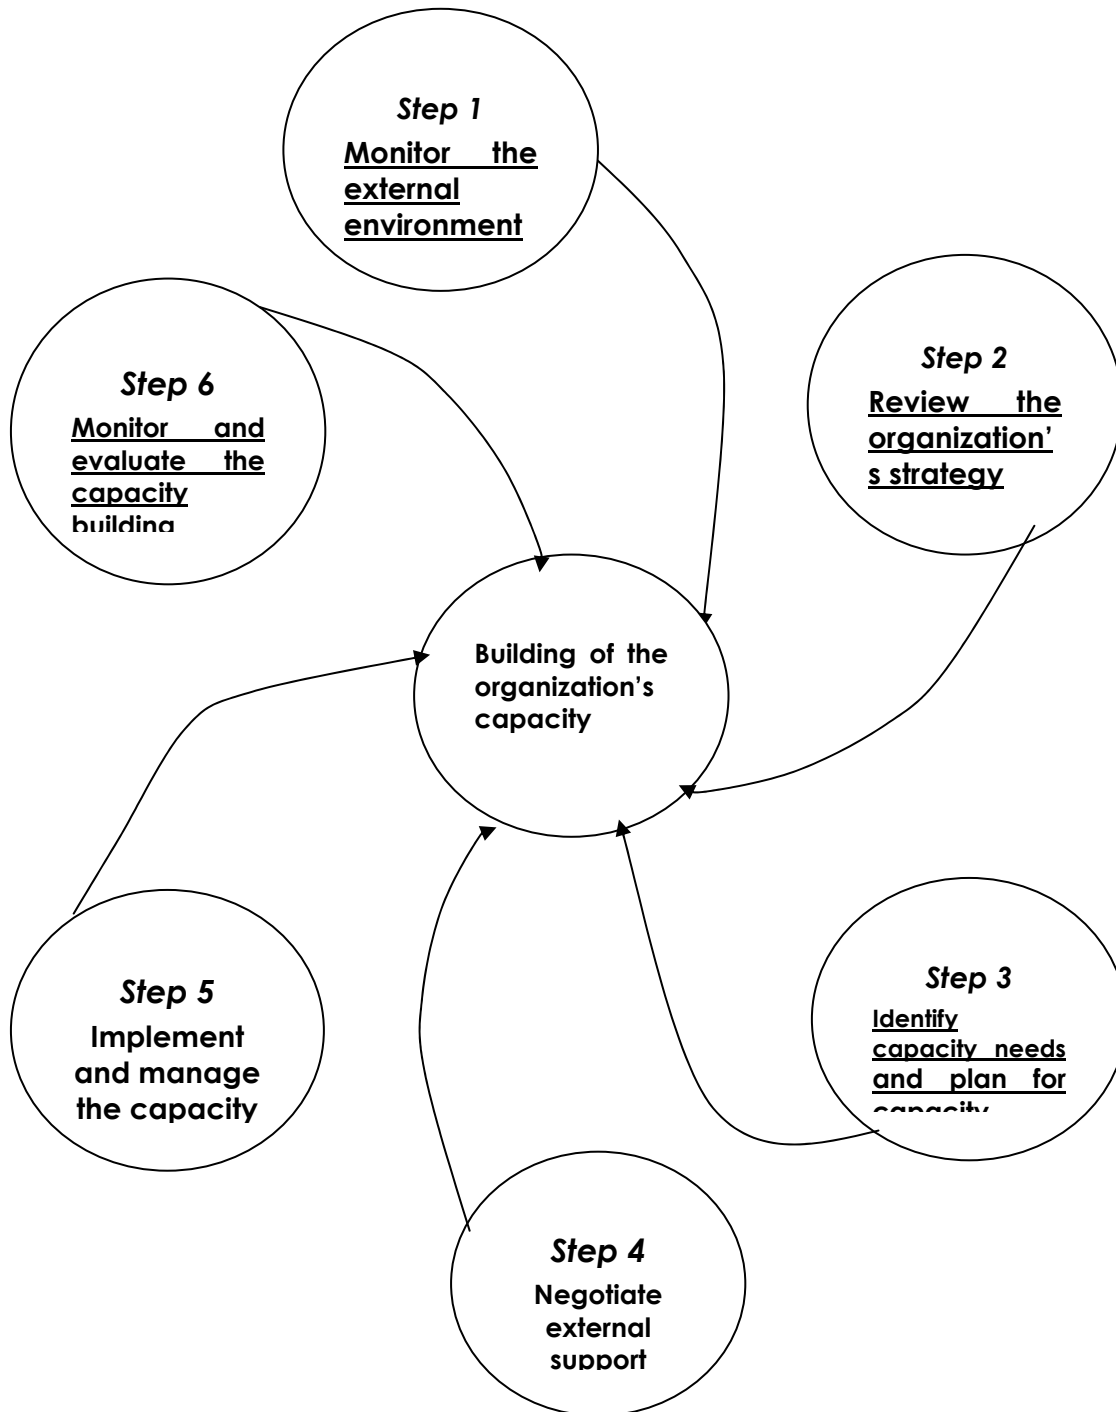 Step 1
Monitor the
external
environment
Step 2
Review the
organization'
s strategy
Step 6
Monitor and
evaluate the
capacity
building
Building of the
organization's
capacity
Step 3
Identify
capacity needs
and plan for
capacity
Step 5
Implement
and manage
the capacity
Step 4
Negotiate
external
support